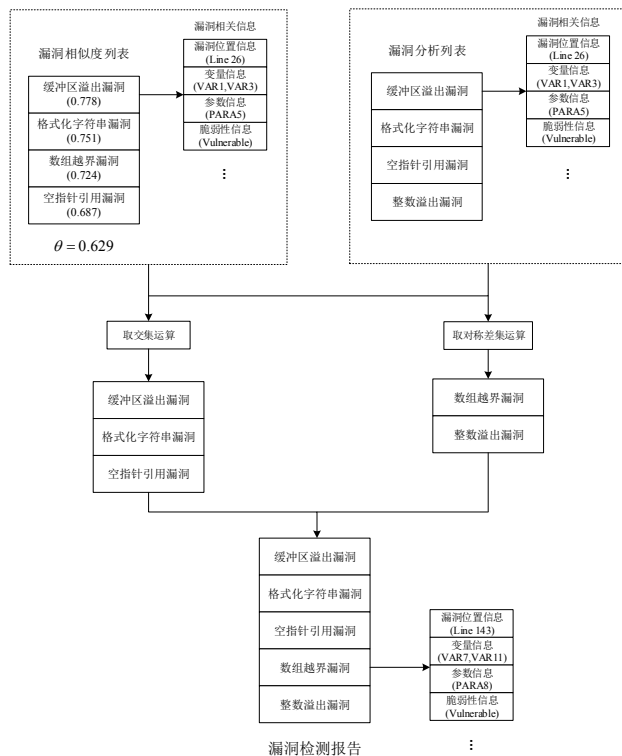 漏洞相似度列表
缓冲区溢出漏洞
(0.778)
格式化字符串漏洞
(0.751)
数组越界漏洞
(0.724)
空指针引用漏洞
(0.687)
θ = 0.629
漏洞相关信息
漏洞位置信息
(Line 26)
变量信息
(VAR1,VAR3)
参数信息
(PARA5)
脆弱性信息
(Vulnerable)
...
漏洞分析列表
缓冲区溢出漏洞
格式化字符串漏洞
空指针引用漏洞
整数溢出漏洞
漏洞相关信息
漏洞位置信息
(Line 26)
变量信息
(VAR1,VAR3)
参数信息
(PARA5)
脆弱性信息
(Vulnerable)
...
取交集运算
取对称差集运算
缓冲区溢出漏洞
格式化字符串漏洞
空指针引用漏洞
数组越界漏洞
整数溢出漏洞
缓冲区溢出漏洞
格式化字符串漏洞
空指针引用漏洞
数组越界漏洞
整数溢出漏洞
漏洞位置信息
(Line 143)
变量信息
(VAR7,VAR11)
参数信息
(PARA8)
脆弱性信息
(Vulnerable)
...
漏洞检测报告